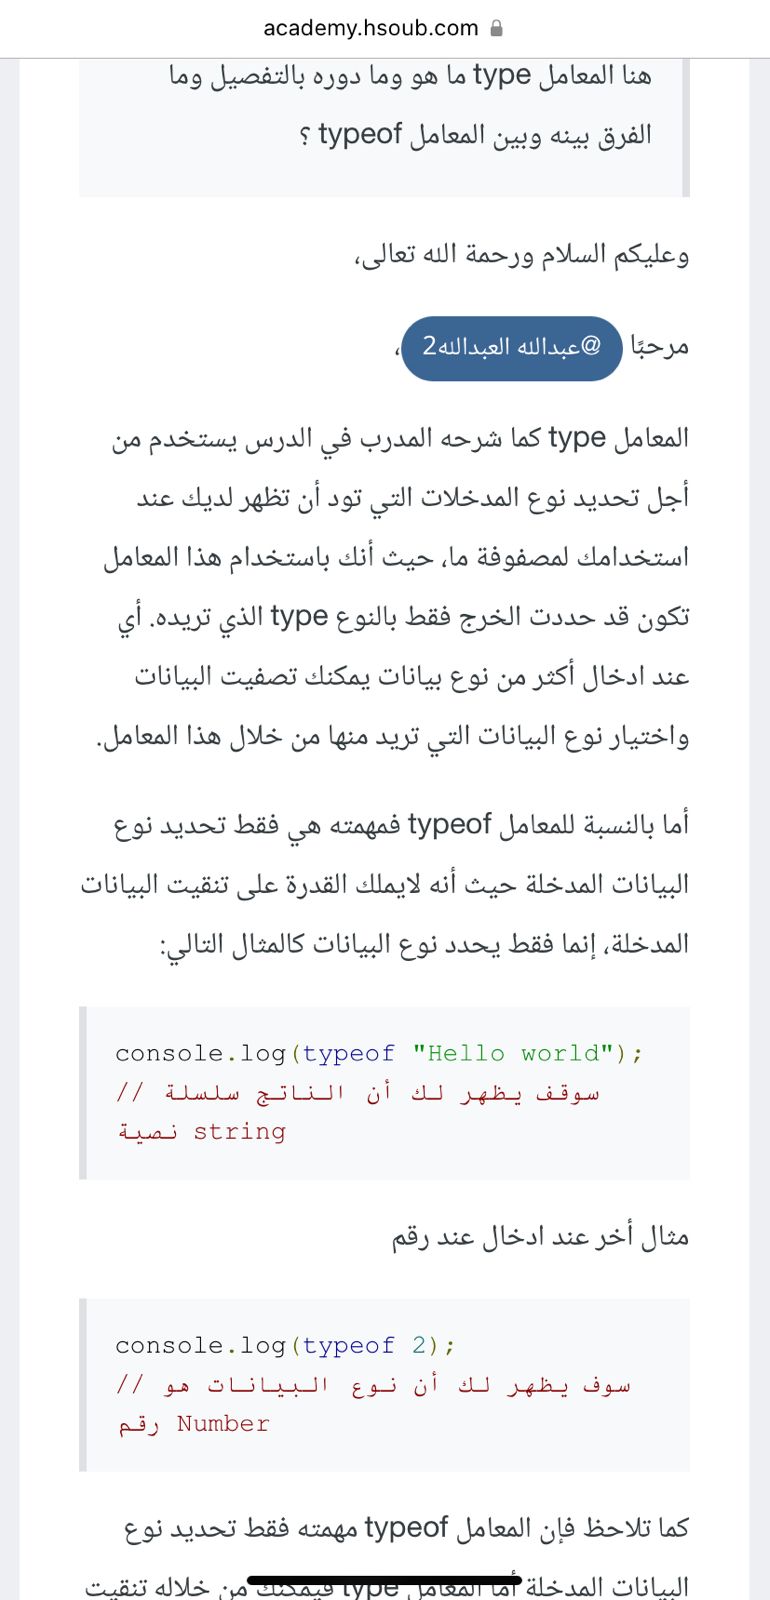 academy.hsoub.com
هنا المعامل type ما هو وما دوره بالتفصيل وما
الفرق بينه وبين المعامل typeof ؟
وعليكم السلام ورحمة الله تعالى،
مرحبًا @عبدالله العبدالله2،
المعامل type كما شرحه المدرب في الدرس يستخدم من
أجل تحديد نوع المدخلات التي تود أن تظهر لديك عند
استخدامك لمصفوفة ما، حيث أنك باستخدام هذا المعامل
تكون قد حددت الخرج فقط بالنوع type الذي تريده. أي
عند ادخال أكثر من نوع بيانات يمكنك تصفيت البيانات
واختيار نوع البيانات التي تريد منها من خلال هذا المعامل.
أما بالنسبة للمعامل typeof فمهمته هي فقط تحديد نوع
البيانات المدخلة حيث أنه لايملك القدرة على تنقيت البيانات
المدخلة، إنما فقط يحدد نوع البيانات كالمثال التالي:
console.log(typeof "Hello world");
// سوقف يظهر لك أن الناتج سلسلة
نصية string
مثال أخر عند ادخال عند رقم
console.log(typeof 2);
// سوف يظهر لك أن نوع البيانات هو
رقم Number
كما تلاحظ فإن المعامل typeof مهمته فقط تحديد نوع
البيانات المدخلة أما المعامل type فيمكنك من خلاله تنقيت